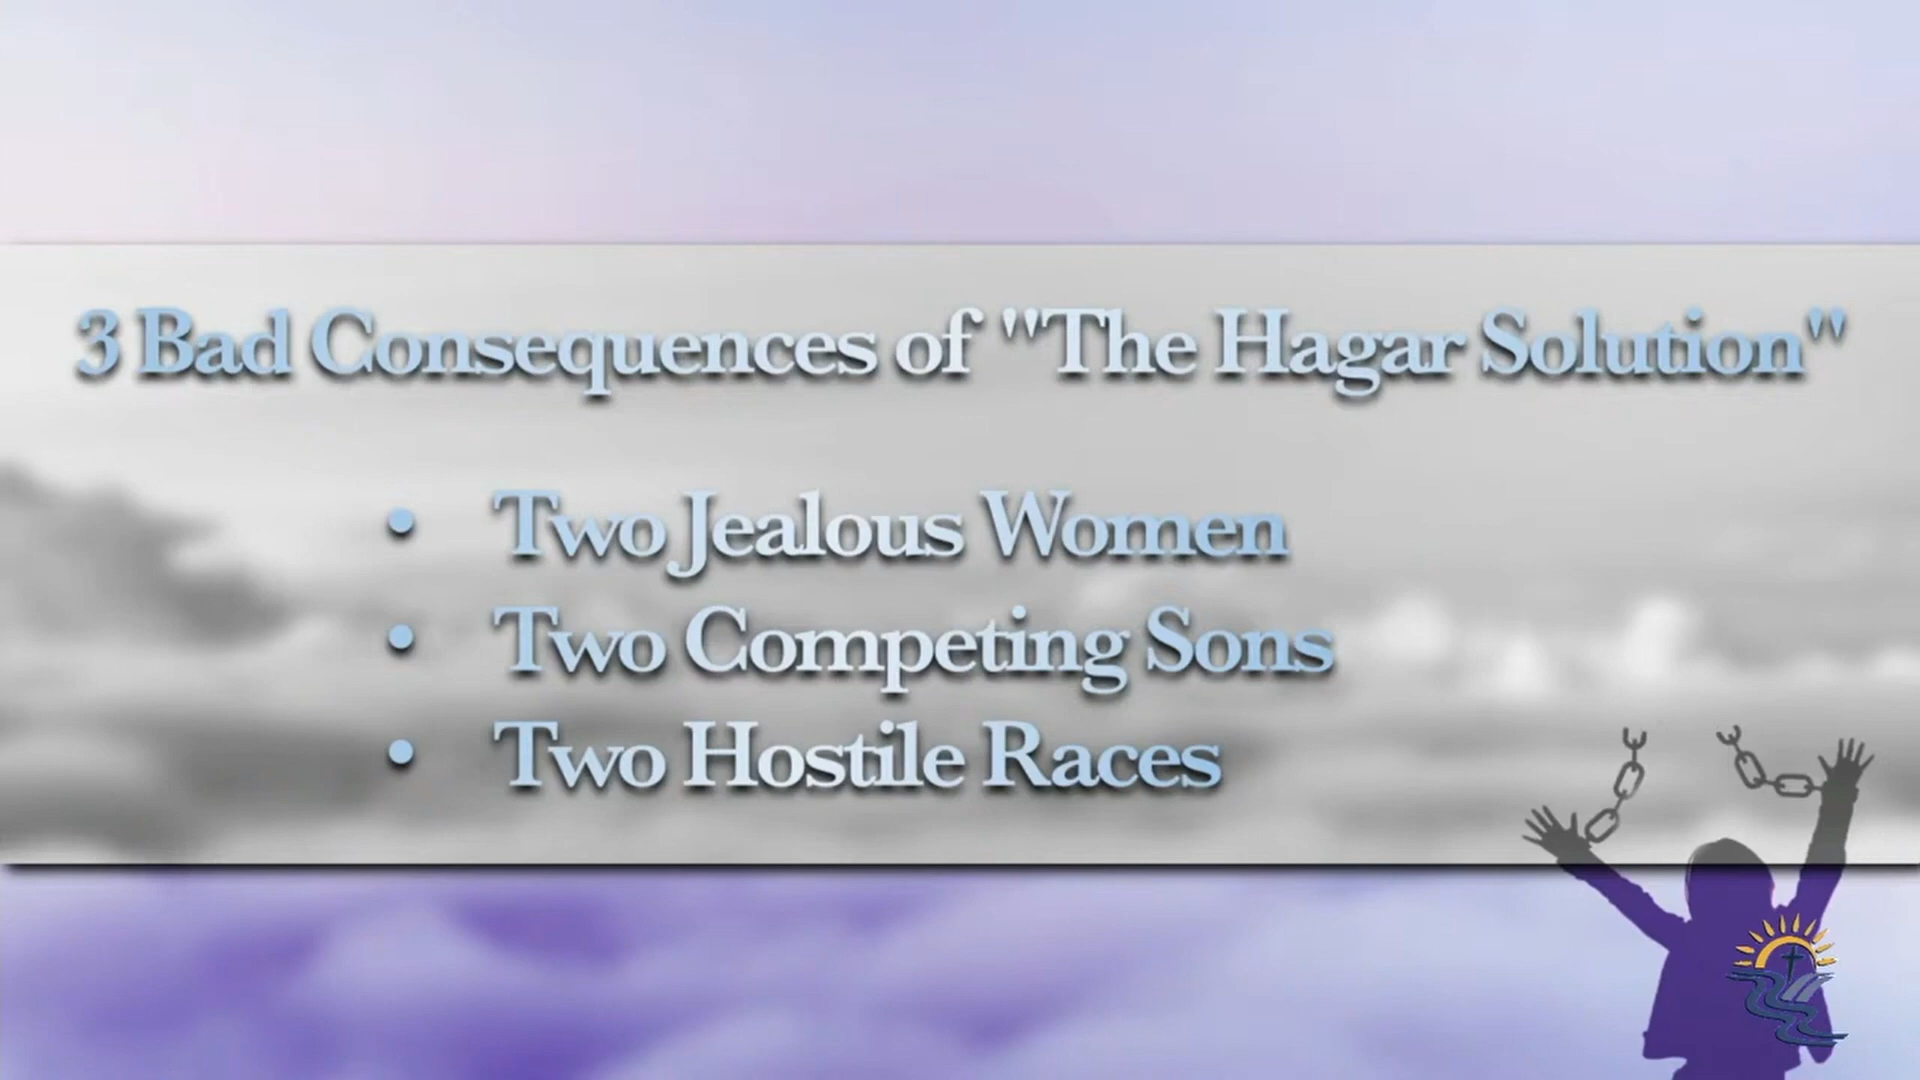 3 Bad Consequences of "The Hagar Solution"
• Two Jealous Women
• Two Competing Sons
• Two Hostile Races